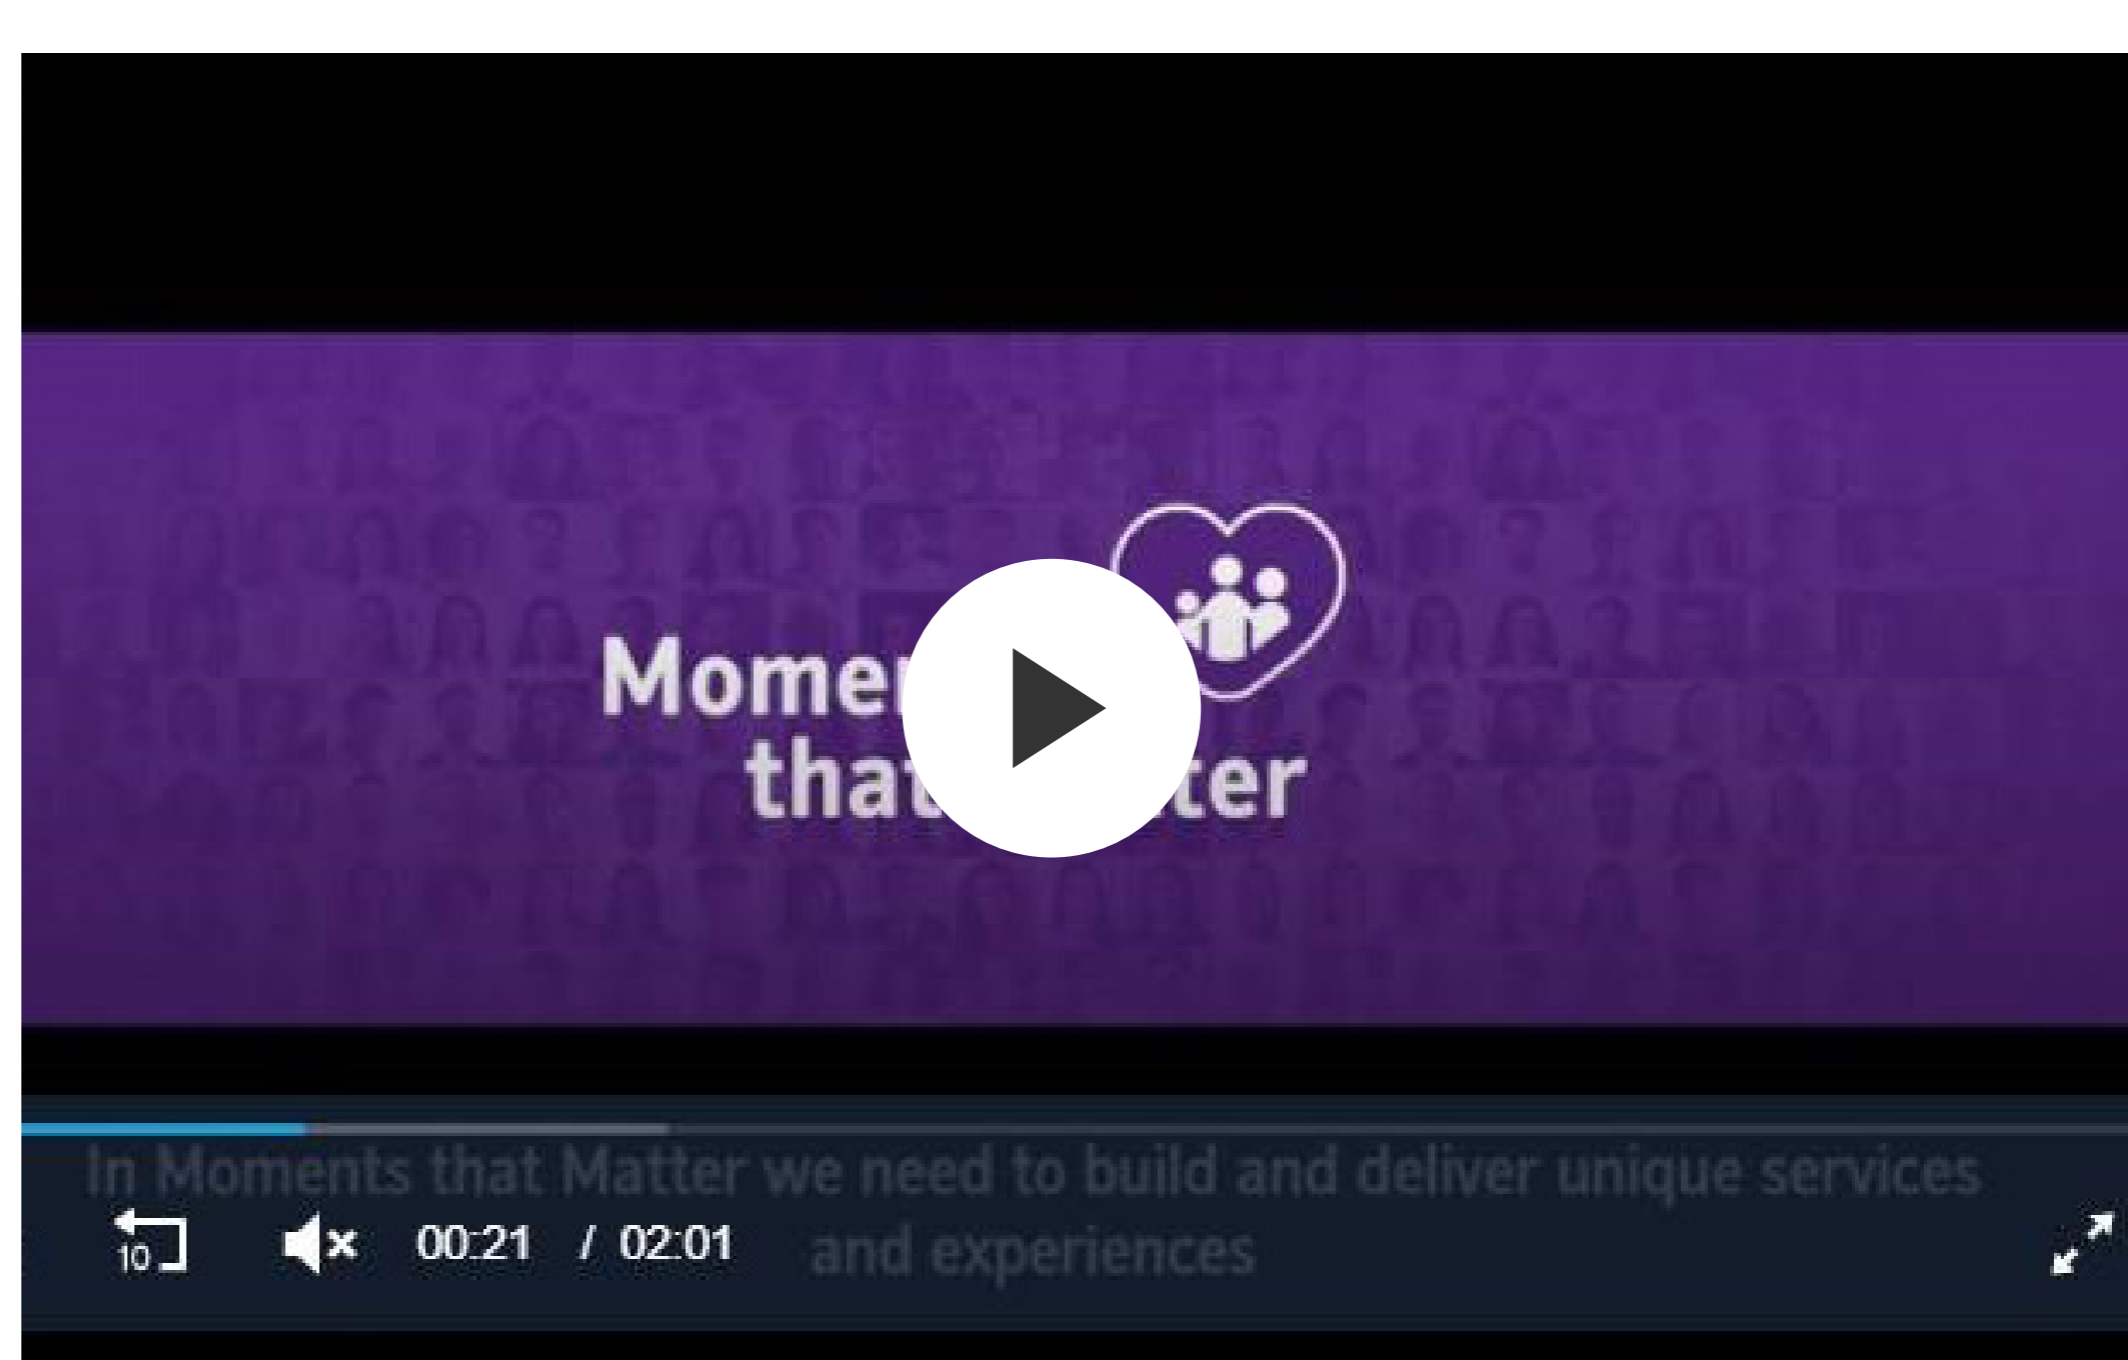 Momen
that ter
In Moments that Matter we need to build and deliver unique services
and experiences
10 00:21 / 02:01